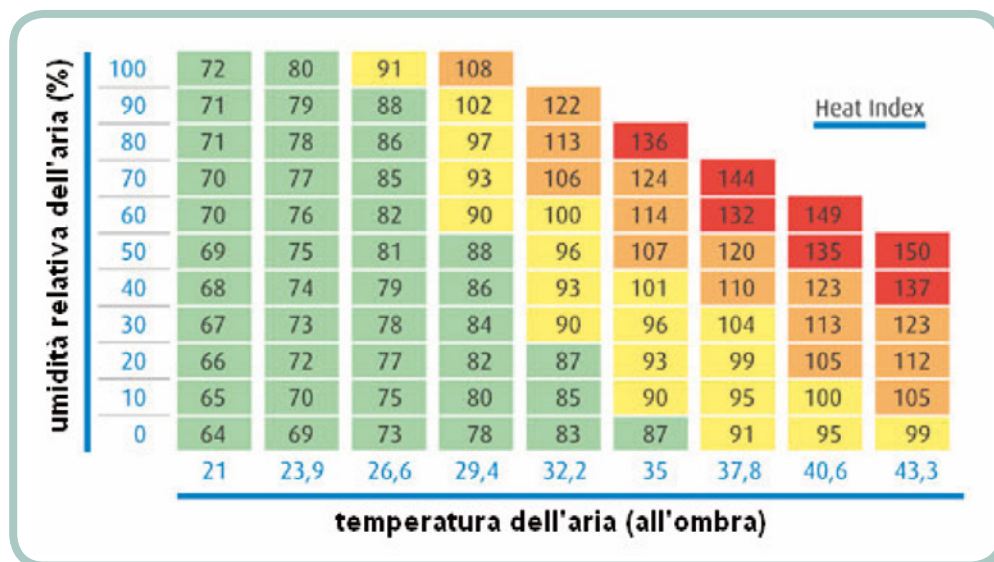 umidità relativa dell'aria (%)
100 72 80 91 108
90 71 79 88 102 122
Heat Index
80 71 78 86 97 113 136
70 70 77 85 93 106 124 144
60 70 76 82 90 100 114 132 149
50 69 75 81 88 96 107 120 135 150
40 68 74 79 86 93 101 110 123 137
30 67 73 78 84 90 96 104 113 123
20 66 72 77 82 87 93 99 105 112
10 65 70 75 80 85 90 95 100 105
0 64 69 73 78 83 87 91 95 99
21 23,9 26,6 29,4 32,2 35 37,8 40,6 43,3
temperatura dell'aria (all'ombra)